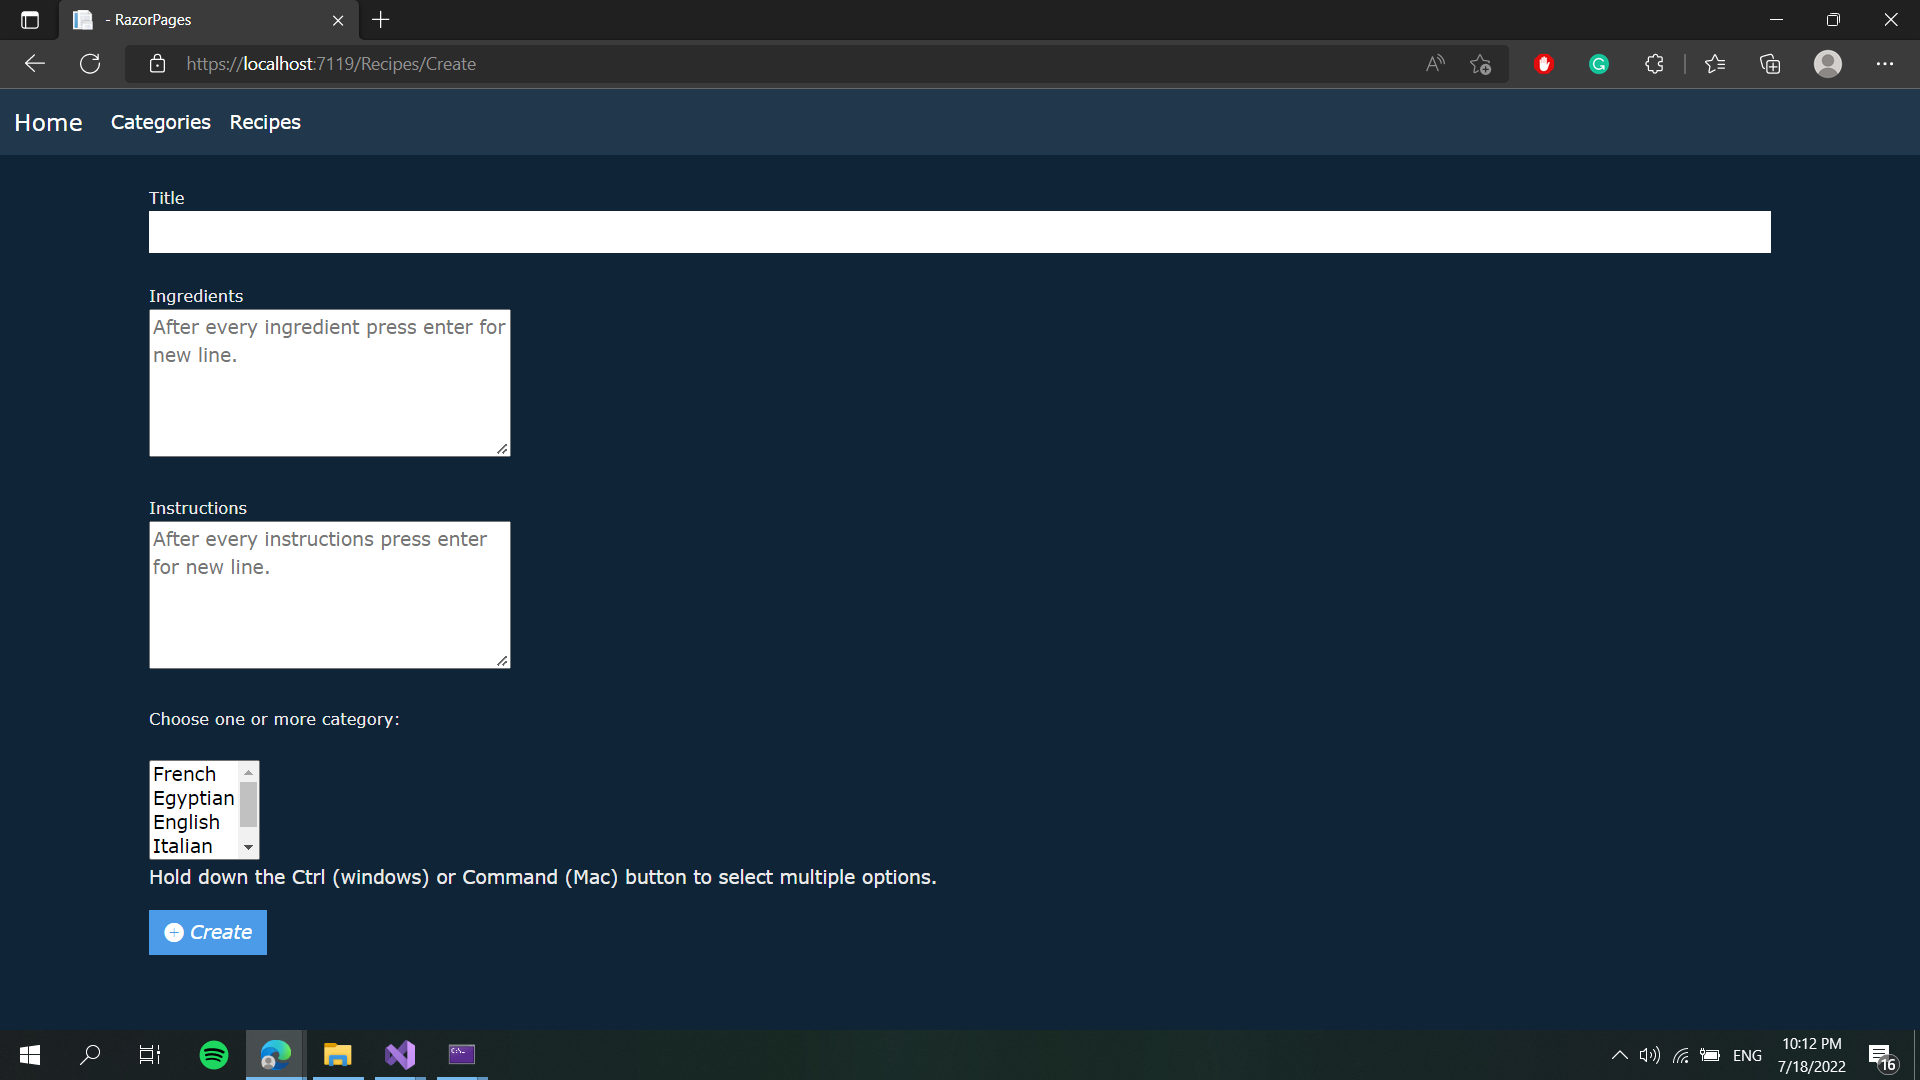 - RazorPages
https://localhost:7119/Recipes/Create
Home Categories Recipes
Title
Ingredients
After every ingredient press enter for
new line.
Instructions
After every instructions press enter
for new line.
Choose one or more category:
French
Egyptian
English
Italian
Hold down the Ctrl (windows) or Command (Mac) button to select multiple options.
Create
ENG
10:12 PM
7/18/2022
16